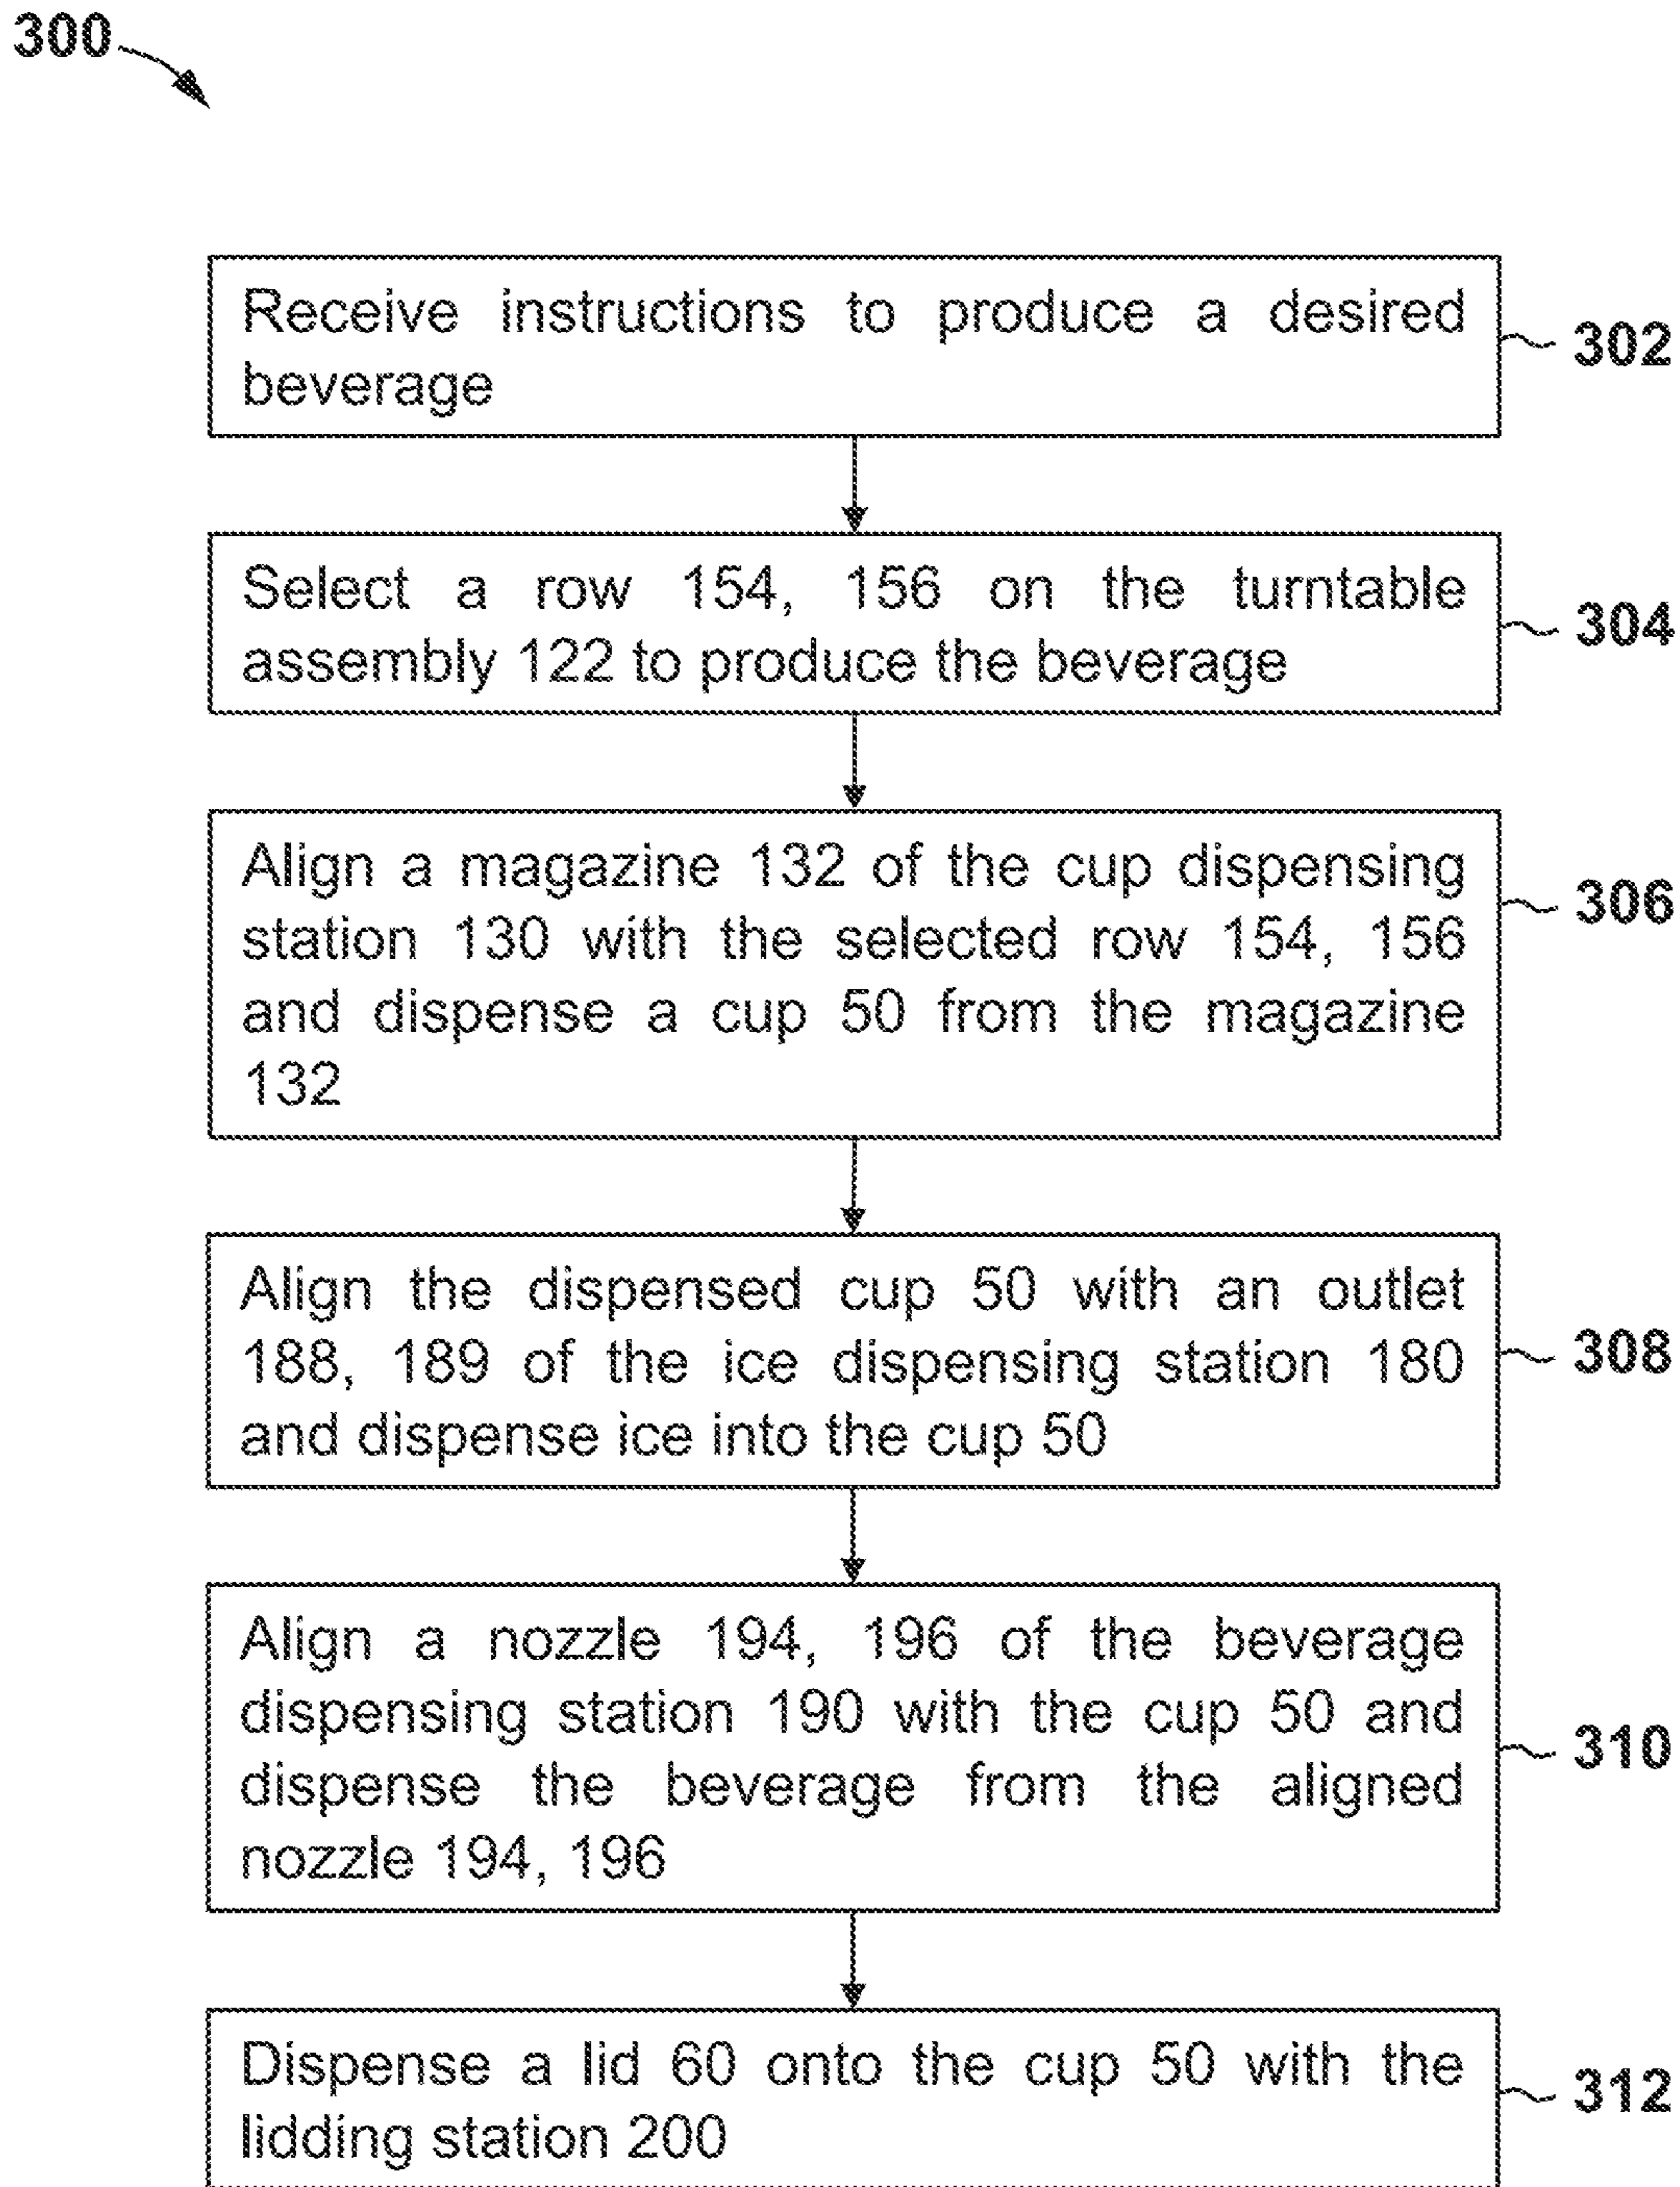 300
Receive instructions to produce a desired
beverage
302
Select a row 154, 156 on the turntable
assembly 122 to produce the beverage
304
Align a magazine 132 of the cup dispensing
station 130 with the selected row 154, 156
and dispense a cup 50 from the magazine
132
306
Align the dispensed cup 50 with an outlet
188, 189 of the ice dispensing station 180
and dispense ice into the cup 50
308
Align a nozzle 194, 196 of the beverage
dispensing station 190 with the cup 50 and
dispense the beverage from the aligned
nozzle 194, 196
310
Dispense a lid 60 onto the cup 50 with the
lidding station 200
312